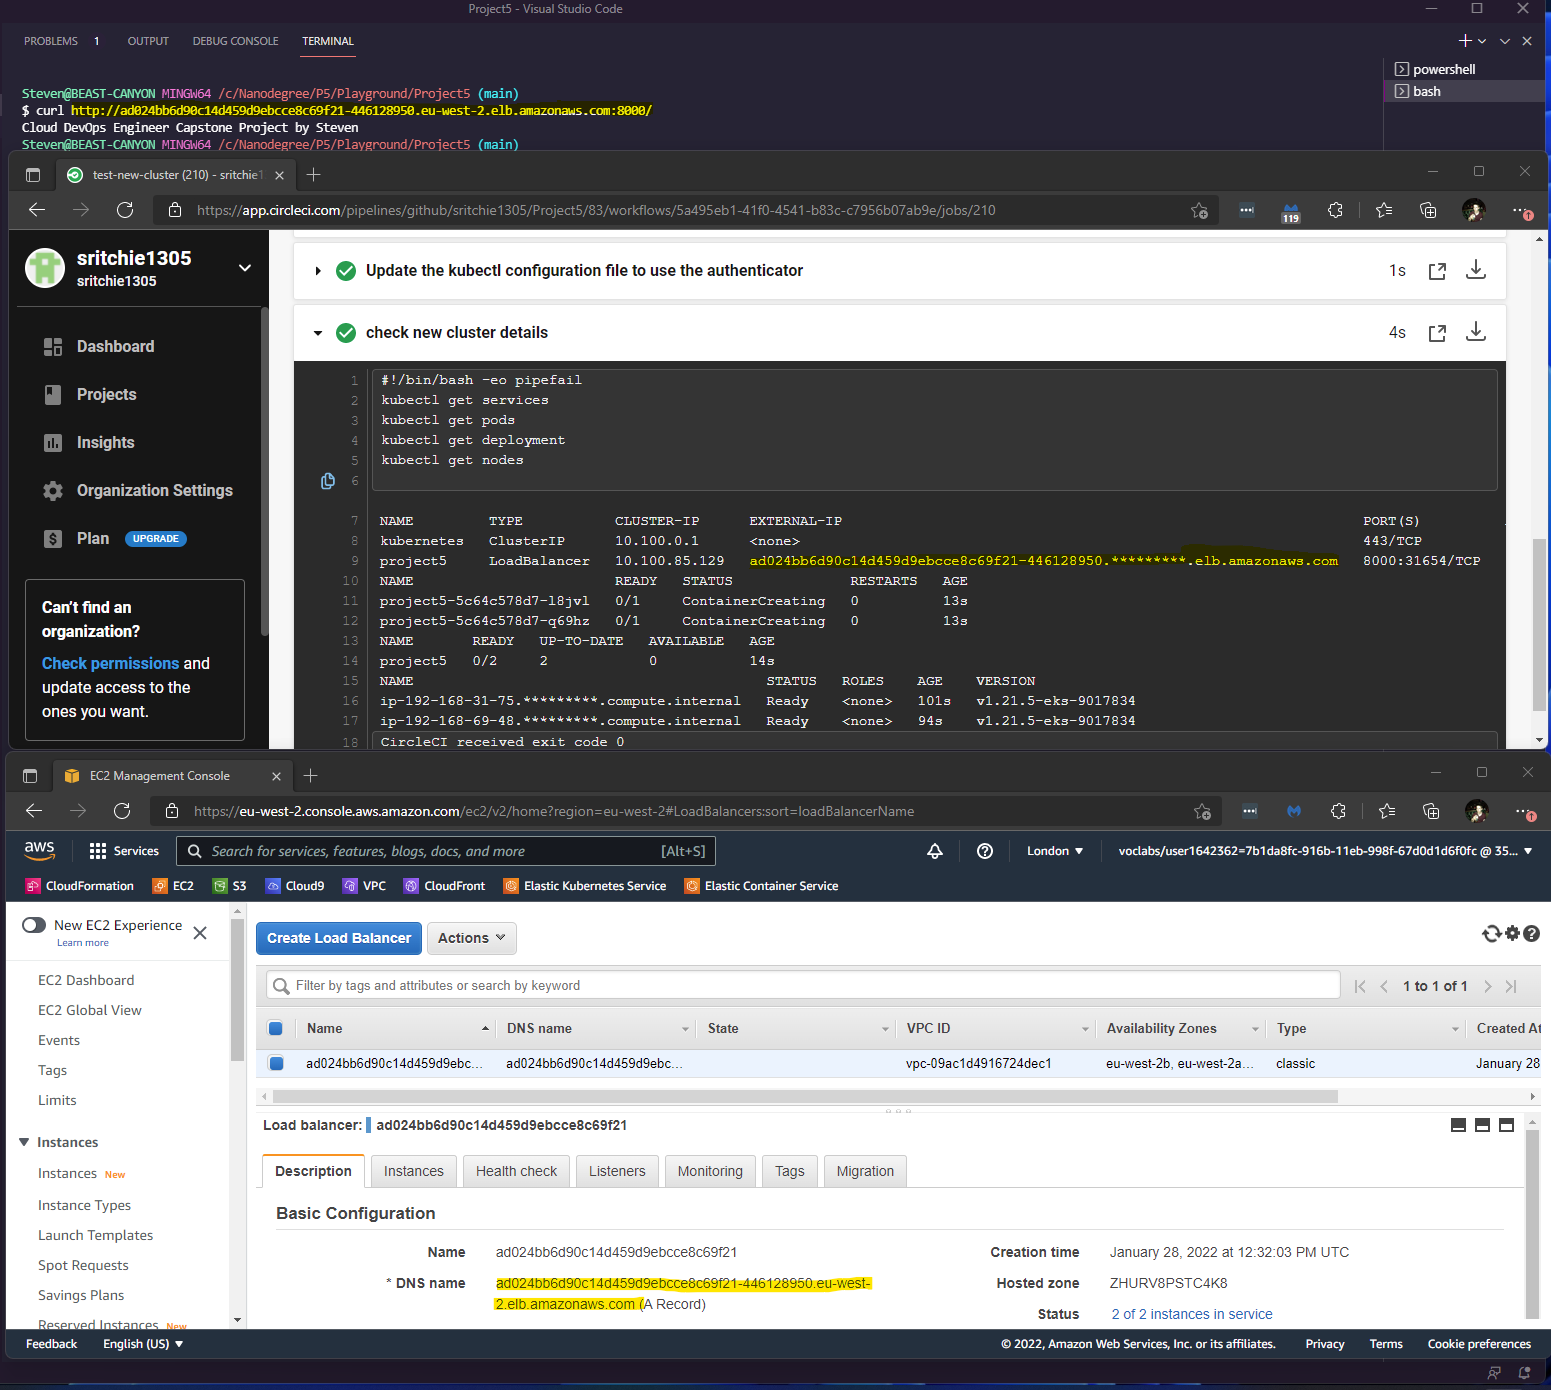 Project5 - Visual Studio Code
PROBLEMS 1 OUTPUT DEBUG CONSOLE TERMINAL
powershell
bash
Steven@BEAST-CANYON MINGW64 /c/Nanodegree/P5/Playground/Project5 (main)
$ curl http://ad024bb6d90c14d459d9ebcce8c69f21-446128950.eu-west-2.elb.amazonaws.com:8000/
Cloud DevOps Engineer Capstone Project by Steven
Steven@BEAST-CANYON MINGW64 /c/Nanodegree/P5/Playground/Project5 (main)
test-new-cluster (210) - sritchie1
https://app.circleci.com/pipelines/github/sritchie1305/Project5/83/workflows/5a495eb1-41f0-4541-b83c-c7956b07ab9e/jobs/210
119
sritchie1305
sritchie1305
Dashboard
Projects
Insights
Organization Settings
Plan UPGRADE
Can't find an
organization?
Check permissions and
update access to the
ones you want.
Update the kubectl configuration file to use the authenticator 1s
check new cluster details 4s
1 #!/bin/bash -eo pipefail
2 kubectl get services
3 kubectl get pods
4 kubectl get deployment
5 kubectl get nodes
6
7 NAME TYPE CLUSTER-IP EXTERNAL-IP PORT(S)
8 kubernetes ClusterIP 10.100.0.1 <none> 443/TCP
9 project5 LoadBalancer 10.100.85.129 ad024bb6d90c14d459d9ebcce8c69f21-446128950.*********.elb.amazonaws.com 8000:31654/TCP
10 NAME READY STATUS RESTARTS AGE
11 project5-5c64c578d7-l8jvl 0/1 ContainerCreating 0 13s
12 project5-5c64c578d7-q69hz 0/1 ContainerCreating 0 13s
13 NAME READY UP-TO-DATE AVAILABLE AGE
14 project5 0/2 2 0 14s
15 NAME STATUS ROLES AGE VERSION
16 ip-192-168-31-75.*********.compute.internal Ready <none> 101s v1.21.5-eks-9017834
17 ip-192-168-69-48.*********.compute.internal Ready <none> 94s v1.21.5-eks-9017834
18 CircleCI received exit code 0
EC2 Management Console
https://eu-west-2.console.aws.amazon.com/ec2/v2/home?region=eu-west-2#LoadBalancers:sort=loadBalancerName
aws Services Search for services, features, blogs, docs, and more [Alt+S] London voclabs/user1642362=7b1da8fc-916b-11eb-998f-67d0d1d6f0fc @ 35...
CloudFormation EC2 S3 Cloud9 VPC CloudFront Elastic Kubernetes Service Elastic Container Service
New EC2 Experience
Learn more
EC2 Dashboard
EC2 Global View
Events
Tags
Limits
Instances
Instances New
Instance Types
Launch Templates
Spot Requests
Savings Plans
Reserved Instances New
Create Load Balancer Actions
Filter by tags and attributes or search by keyword 1 to 1 of 1
Name DNS name State VPC ID Availability Zones Type Created At
ad024bb6d90c14d459d9ebc... ad024bb6d90c14d459d9ebc... vpc-09ac1d4916724dec1 eu-west-2b, eu-west-2a... classic January 28
Load balancer: ad024bb6d90c14d459d9ebcce8c69f21
Description Instances Health check Listeners Monitoring Tags Migration
Basic Configuration
Name ad024bb6d90c14d459d9ebcce8c69f21 Creation time January 28, 2022 at 12:32:03 PM UTC
* DNS name ad024bb6d90c14d459d9ebcce8c69f21-446128950.eu-west- Hosted zone ZHURV8PSTC4K8
2.elb.amazonaws.com (A Record)
Status 2 of 2 instances in service
Feedback English (US) © 2022, Amazon Web Services, Inc. or its affiliates. Privacy Terms Cookie preferences